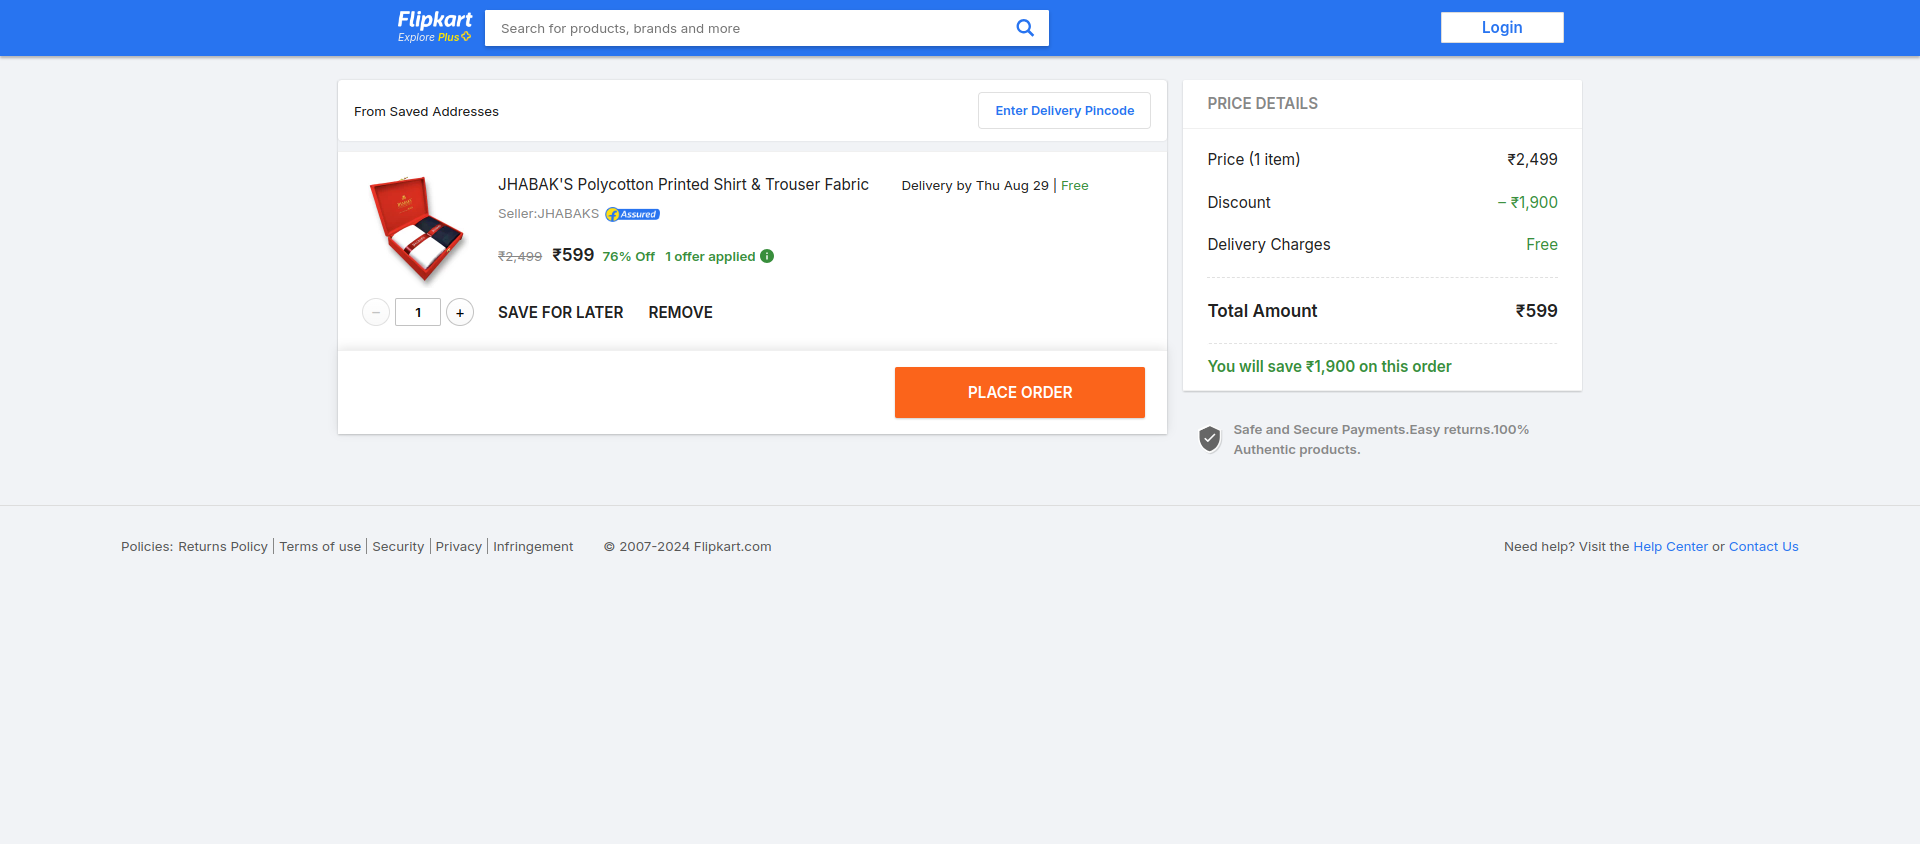 Flipkart
Explore Plus
Search for products, brands and more
Login
From Saved Addresses
Enter Delivery Pincode
JHABAK'S Polycotton Printed Shirt & Trouser Fabric
Delivery by Thu Aug 29 | Free
Seller:JHABAKS
Assured
₹2,499 ₹599 76% Off 1 offer applied
− 1 +
SAVE FOR LATER REMOVE
PLACE ORDER
PRICE DETAILS
Price (1 item) ₹2,499
Discount − ₹1,900
Delivery Charges Free
Total Amount ₹599
You will save ₹1,900 on this order
Safe and Secure Payments.Easy returns.100%
Authentic products.
Policies: Returns Policy | Terms of use | Security | Privacy | Infringement © 2007-2024 Flipkart.com
Need help? Visit the Help Center or Contact Us